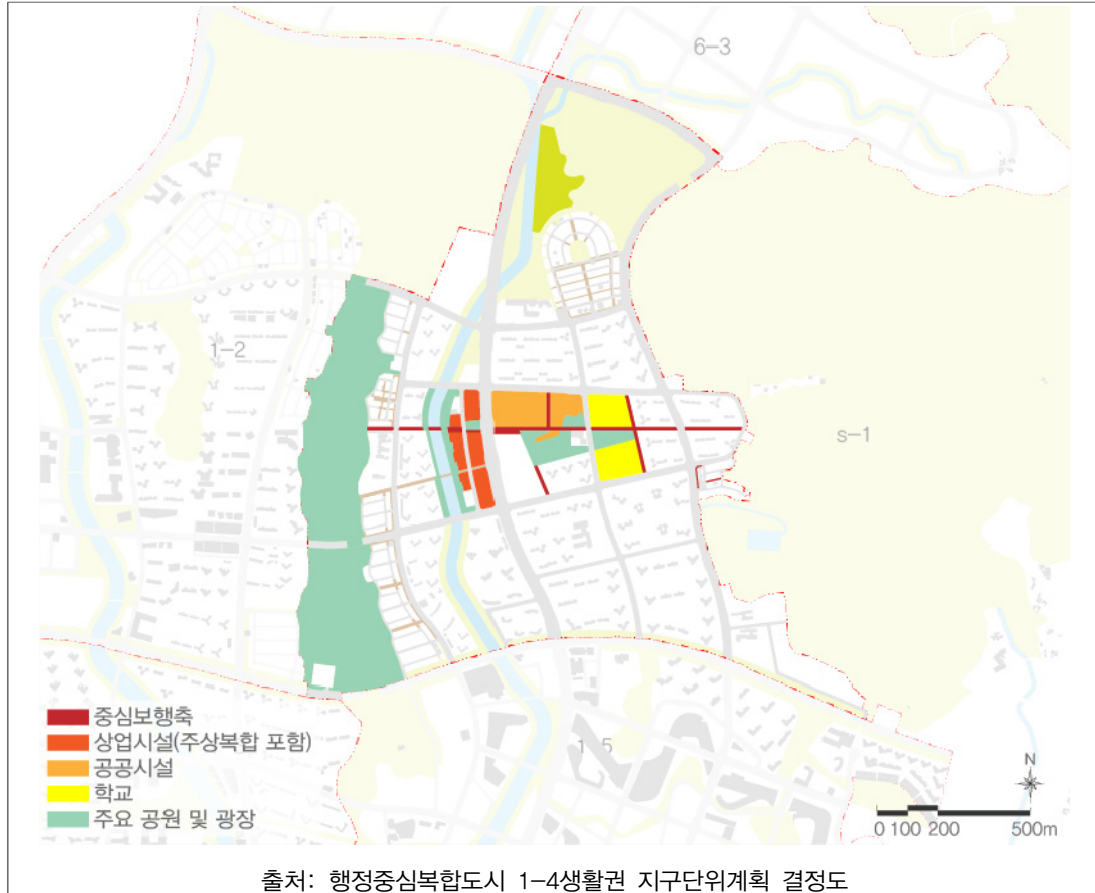 6-3
1-2
s-1
1 5
중심보행축
상업시설(주상복합 포함)
공공시설
학교
주요 공원 및 광장
N
0 100 200 500m
출처: 행정중심복합도시 1-4생활권 지구단위계획 결정도